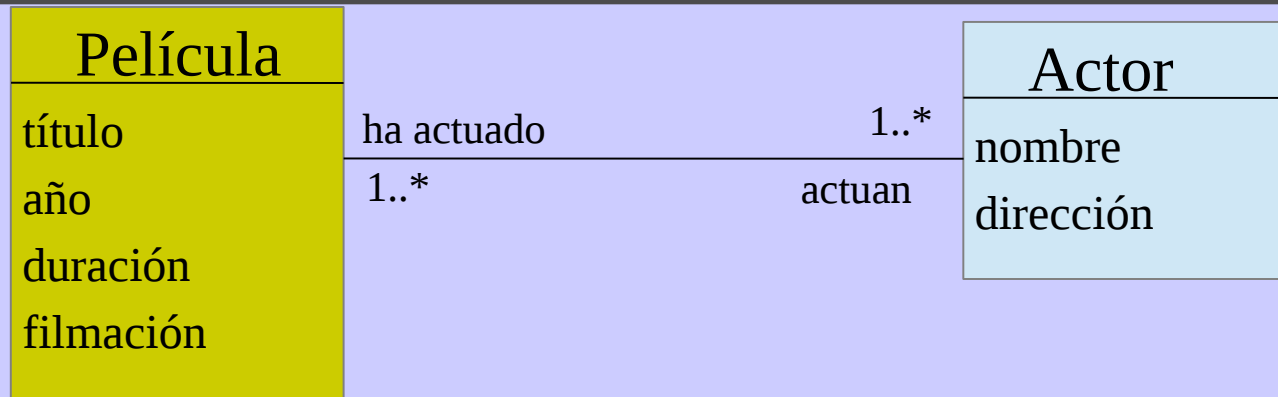 Película
título
año
duración
filmación
ha actuado
1..*
1..*
actuan
Actor
nombre
dirección